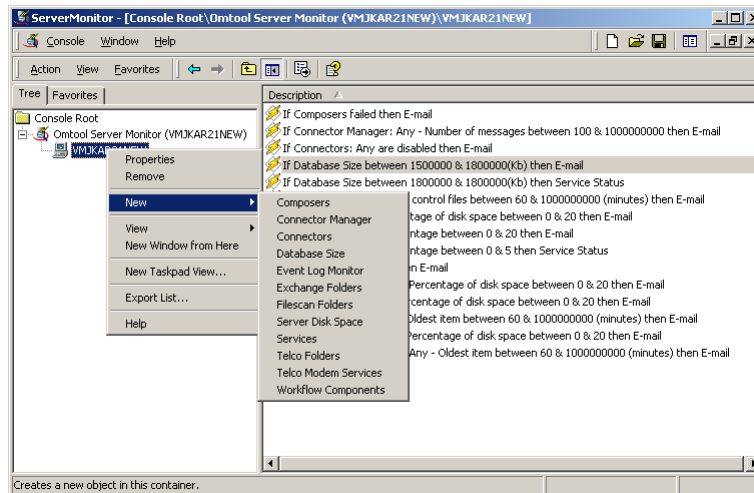 ServerMonitor - [Console Root\Omtool Server Monitor (VMJKAR21NEW)\VMJKAR21NEW]
Console Window Help
Action View Favorites
Tree Favorites
Description
Console Root
Omtool Server Monitor (VMJKAR21NEW)
VMJKAR21NEW
If Composers failed then E-mail
If Connector Manager: Any - Number of messages between 100 & 1000000000 then E-mail
If Connectors: Any are disabled then E-mail
If Database Size between 1500000 & 1800000(Kb) then E-mail
If Database Size between 1800000 & 1800000(Kb) then Service Status
control files between 60 & 1000000000 (minutes) then E-mail
tage of disk space between 0 & 20 then E-mail
ntage between 0 & 20 then E-mail
ntage between 0 & 5 then Service Status
n E-mail
Percentage of disk space between 0 & 20 then E-mail
rcentage of disk space between 0 & 20 then E-mail
Oldest item between 60 & 1000000000 (minutes) then E-mail
Percentage of disk space between 0 & 20 then E-mail
Any - Oldest item between 60 & 1000000000 (minutes) then E-mail
Properties
Remove
New
View
New Window from Here
New Taskpad View...
Export List...
Help
Composers
Connector Manager
Connectors
Database Size
Event Log Monitor
Exchange Folders
Filescan Folders
Server Disk Space
Services
Telco Folders
Telco Modem Services
Workflow Components
Creates a new object in this container.